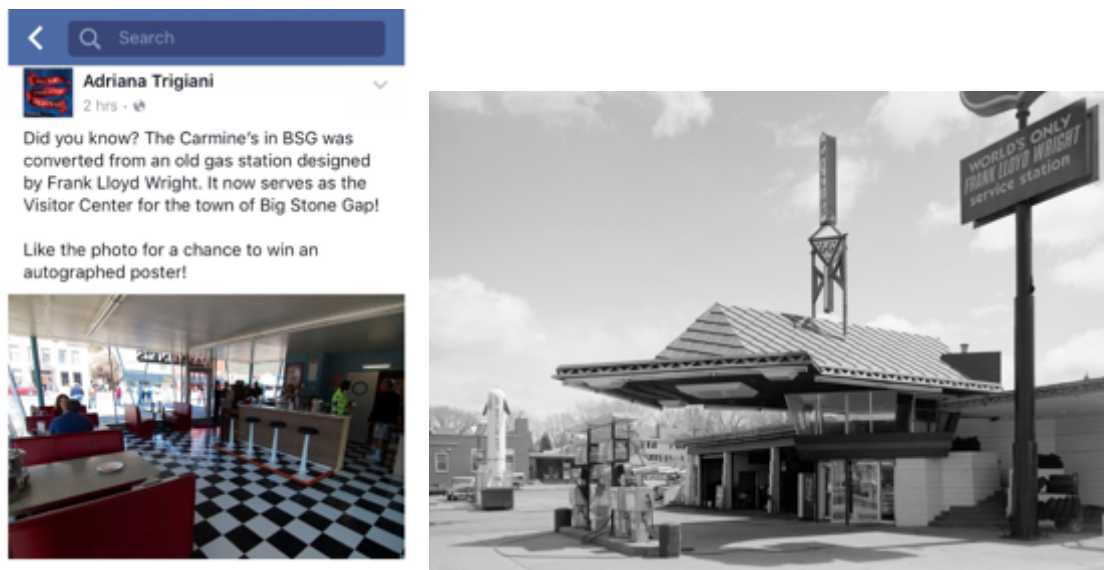 Search
Adriana Trigiani
2 hrs ·
Did you know? The Carmine's in BSG was
converted from an old gas station designed
by Frank Lloyd Wright. It now serves as the
Visitor Center for the town of Big Stone Gap!
Like the photo for a chance to win an
autographed poster!
WORLD'S ONLY
FRANK LLOYD WRIGHT
service station